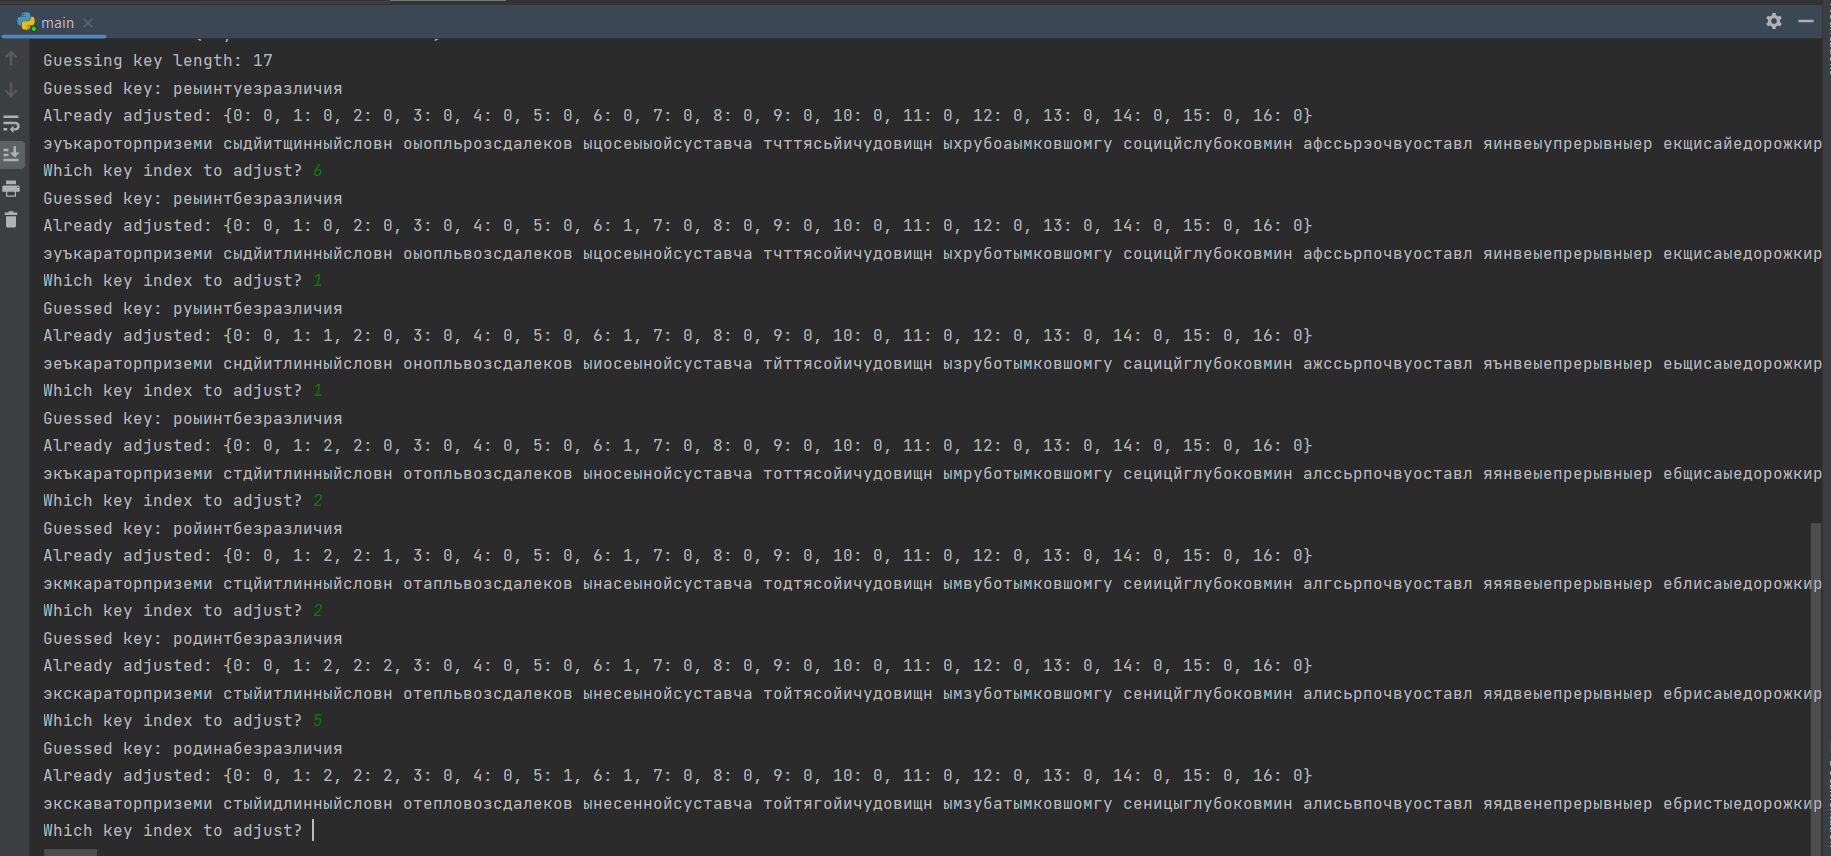 main
Guessing key length: 17
Guessed key: реыинтуезразличия
Already adjusted: {0: 0, 1: 0, 2: 0, 3: 0, 4: 0, 5: 0, 6: 0, 7: 0, 8: 0, 9: 0, 10: 0, 11: 0, 12: 0, 13: 0, 14: 0, 15: 0, 16: 0}
эуъкароторприземи сыдйитщинныйсловн оыопльрозсдалеков ыцосеыыойсуставча тчттясьйичудовищн ыхрубоаымковшомгу социцйслубоковмин афссьрэочвуоставл яинвеыупрерывныер екщисайедорожкир
Which key index to adjust? 6
Guessed key: реыинтбезразличия
Already adjusted: {0: 0, 1: 0, 2: 0, 3: 0, 4: 0, 5: 0, 6: 1, 7: 0, 8: 0, 9: 0, 10: 0, 11: 0, 12: 0, 13: 0, 14: 0, 15: 0, 16: 0}
эуъкараторприземи сыдйитлинныйсловн оыопльвозсдалеков ыцосеынойсуставча тчттясойичудовищн ыхруботымковшомгу социцйглубоковмин афссьрпочвуоставл яинвеыепрерывныер екщисаыедорожкир
Which key index to adjust? 1
Guessed key: руыинтбезразличия
Already adjusted: {0: 0, 1: 1, 2: 0, 3: 0, 4: 0, 5: 0, 6: 1, 7: 0, 8: 0, 9: 0, 10: 0, 11: 0, 12: 0, 13: 0, 14: 0, 15: 0, 16: 0}
эеъкараторприземи сндйитлинныйсловн онопльвозсдалеков ыиосеынойсуставча тйттясойичудовищн ызруботымковшомгу сацицйглубоковмин ажссьрпочвуоставл яънвеыепрерывныер еьщисаыедорожкир
Which key index to adjust? 1
Guessed key: роыинтбезразличия
Already adjusted: {0: 0, 1: 2, 2: 0, 3: 0, 4: 0, 5: 0, 6: 1, 7: 0, 8: 0, 9: 0, 10: 0, 11: 0, 12: 0, 13: 0, 14: 0, 15: 0, 16: 0}
экъкараторприземи стдйитлинныйсловн отопльвозсдалеков ыносеынойсуставча тоттясойичудовищн ымруботымковшомгу сецицйглубоковмин алссьрпочвуоставл яянвеыепрерывныер ебщисаыедорожкир
Which key index to adjust? 2
Guessed key: ройинтбезразличия
Already adjusted: {0: 0, 1: 2, 2: 1, 3: 0, 4: 0, 5: 0, 6: 1, 7: 0, 8: 0, 9: 0, 10: 0, 11: 0, 12: 0, 13: 0, 14: 0, 15: 0, 16: 0}
экмкараторприземи стцйитлинныйсловн отапльвозсдалеков ынасеынойсуставча тодтясойичудовищн ымвуботымковшомгу сеиицйглубоковмин алгсьрпочвуоставл яяявеыепрерывныер еблисаыедорожкир
Which key index to adjust? 2
Guessed key: родинтбезразличия
Already adjusted: {0: 0, 1: 2, 2: 2, 3: 0, 4: 0, 5: 0, 6: 1, 7: 0, 8: 0, 9: 0, 10: 0, 11: 0, 12: 0, 13: 0, 14: 0, 15: 0, 16: 0}
экскараторприземи стыйитлинныйсловн отепльвозсдалеков ынесеынойсуставча тойтясойичудовищн ымзуботымковшомгу сеницйглубоковмин алисьрпочвуоставл яядвеыепрерывныер ебрисаыедорожкир
Which key index to adjust? 5
Guessed key: родинабезразличия
Already adjusted: {0: 0, 1: 2, 2: 2, 3: 0, 4: 0, 5: 1, 6: 1, 7: 0, 8: 0, 9: 0, 10: 0, 11: 0, 12: 0, 13: 0, 14: 0, 15: 0, 16: 0}
экскаваторприземи стыйидлинныйсловн отепловозсдалеков ынесеннойсуставча тойтягойичудовищн ымзубатымковшомгу сеницыглубоковмин алисьвпочвуоставл яядвенепрерывныер ебристыедорожкир
Which key index to adjust?